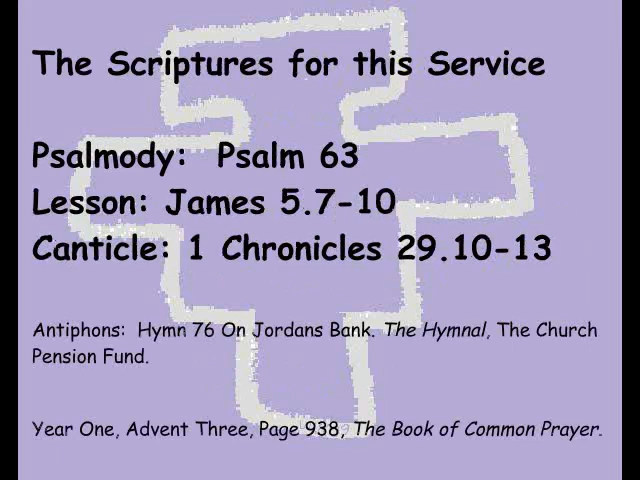 The Scriptures for this Service
Psalmody:  Psalm 63
Lesson: James 5.7-10
Canticle: 1 Chronicles 29.10-13
Antiphons:  Hymn 76 On Jordans Bank. The Hymnal, The Church
Pension Fund.
Year One, Advent Three, Page 938, The Book of Common Prayer.